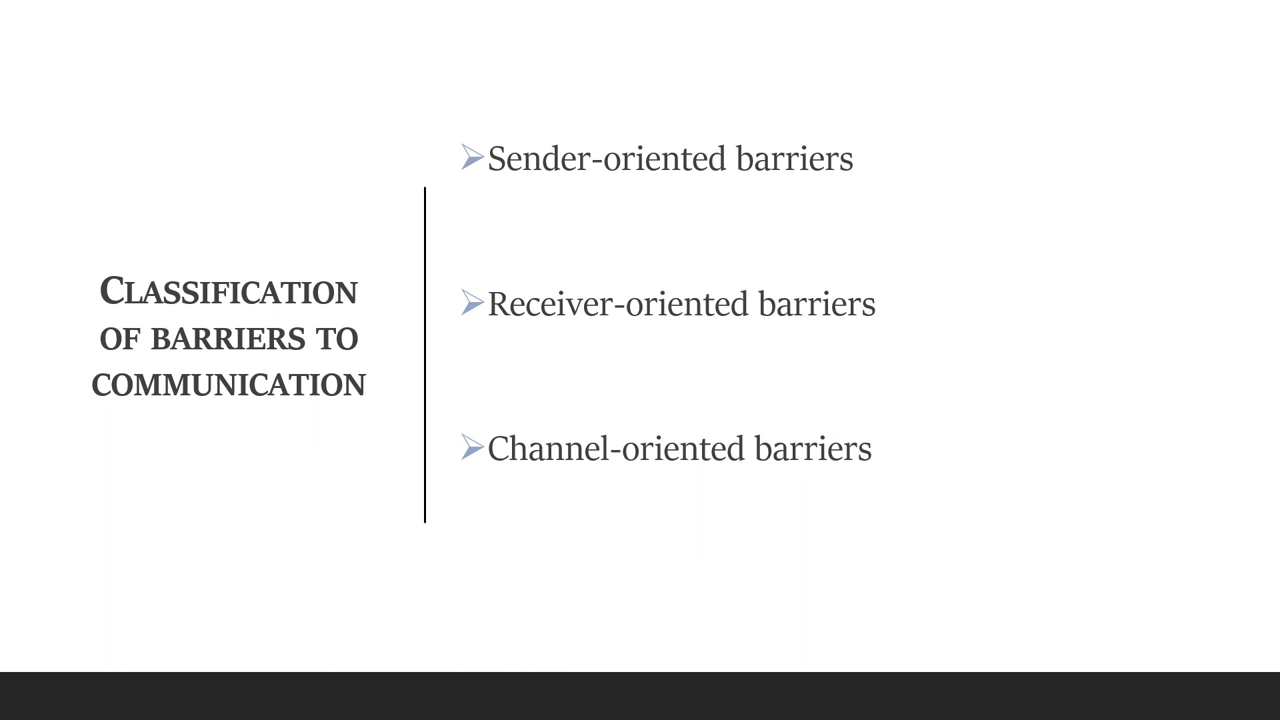 Classification
of barriers to
communication
➢Sender-oriented barriers
➢Receiver-oriented barriers
➢Channel-oriented barriers